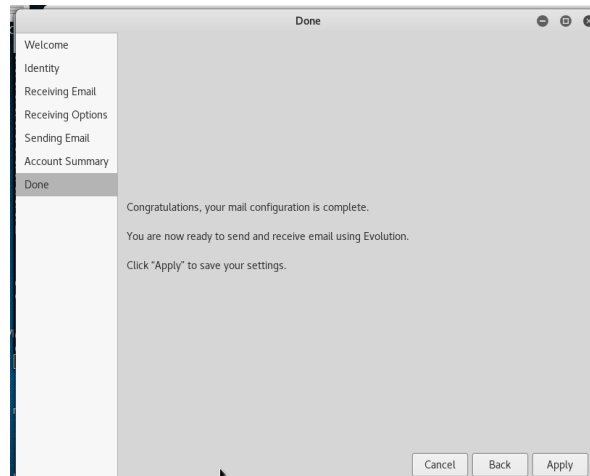 Done
Welcome
Identity
Receiving Email
Receiving Options
Sending Email
Account Summary
Done
Congratulations, your mail configuration is complete.
You are now ready to send and receive email using Evolution.
Click "Apply" to save your settings.
Cancel
Back
Apply